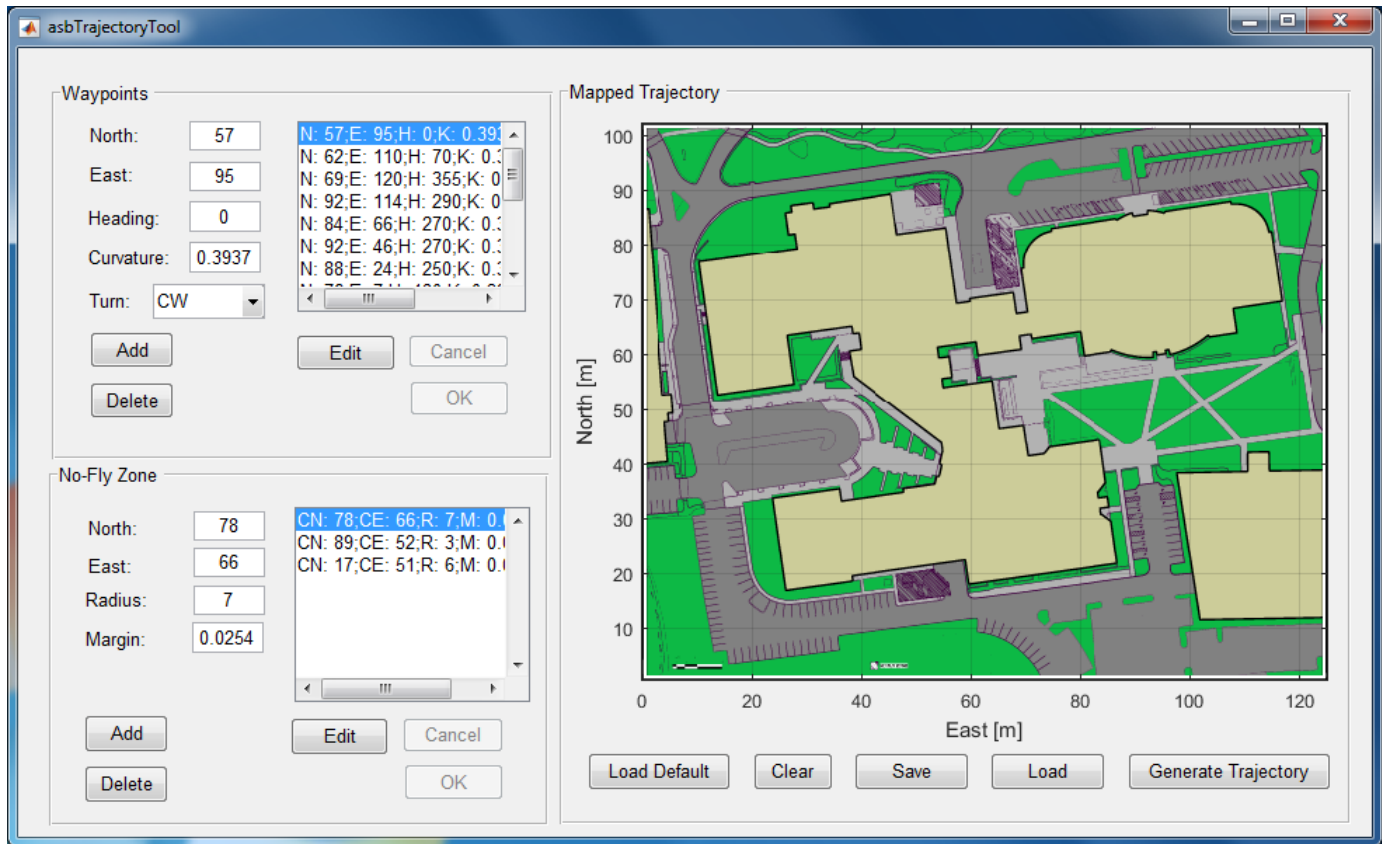 asbTrajectoryTool
Waypoints
North: 57
East: 95
Heading: 0
Curvature: 0.3937
Turn: CW
Add
Delete
N: 57;E: 95;H: 0;K: 0.393
N: 62;E: 110;H: 70;K: 0.3
N: 69;E: 120;H: 355;K: 0
N: 92;E: 114;H: 290;K: 0
N: 84;E: 66;H: 270;K: 0.3
N: 92;E: 46;H: 270;K: 0.3
N: 88;E: 24;H: 250;K: 0.3
Edit
Cancel
OK
No-Fly Zone
North: 78
East: 66
Radius: 7
Margin: 0.0254
Add
Delete
CN: 78;CE: 66;R: 7;M: 0.0
CN: 89;CE: 52;R: 3;M: 0.0
CN: 17;CE: 51;R: 6;M: 0.0
Edit
Cancel
OK
Mapped Trajectory
100
90
80
70
60
50
40
30
20
10
North [m]
0 20 40 60 80 100 120
East [m]
Load Default
Clear
Save
Load
Generate Trajectory